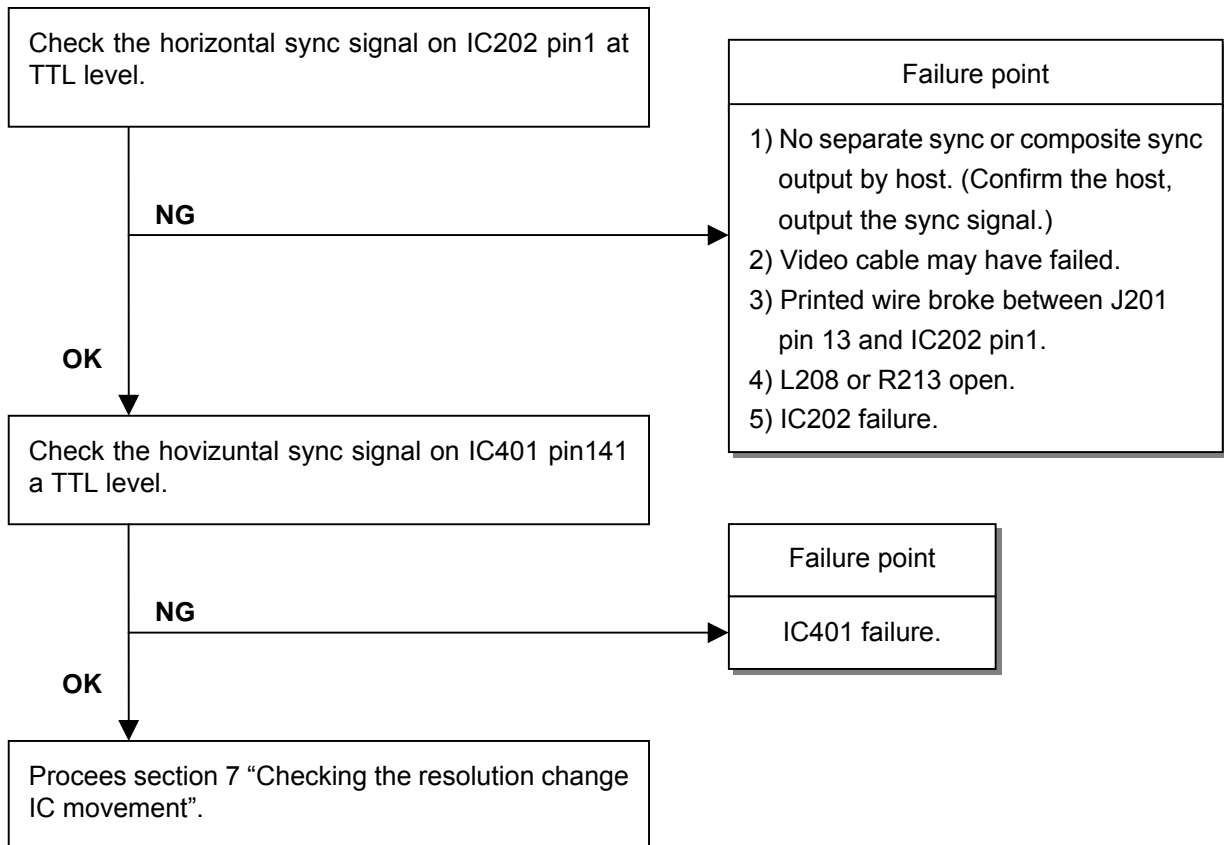 Check the horizontal sync signal on IC202 pin1 at
TTL level.
Failure point
1) No separate sync or composite sync
output by host. (Confirm the host,
output the sync signal.)
2) Video cable may have failed.
3) Printed wire broke between J201
pin 13 and IC202 pin1.
4) L208 or R213 open.
5) IC202 failure.
NG
OK
Check the hovizuntal sync signal on IC401 pin141
a TTL level.
Failure point
IC401 failure.
NG
OK
Procees section 7 “Checking the resolution change
IC movement”.